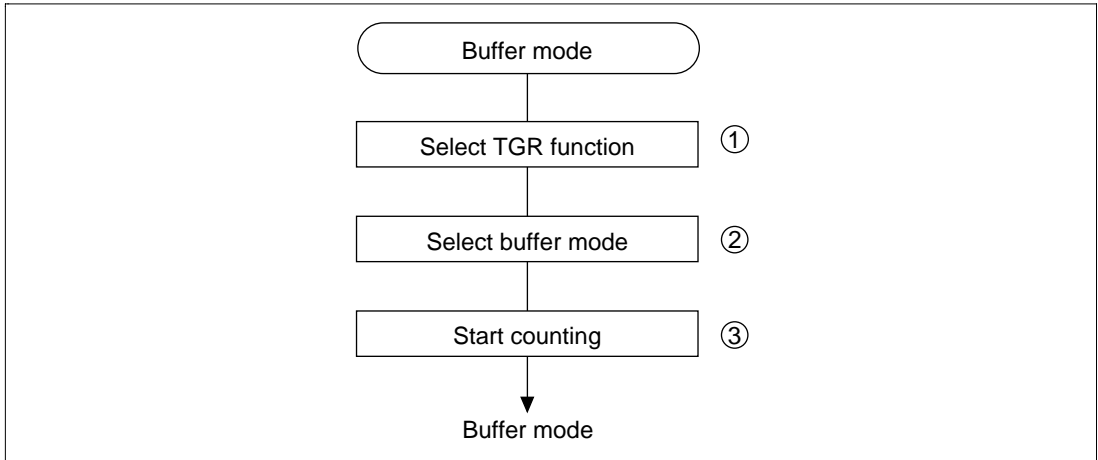 Buffer mode
Select TGR function ①
Select buffer mode ②
Start counting ③
Buffer mode